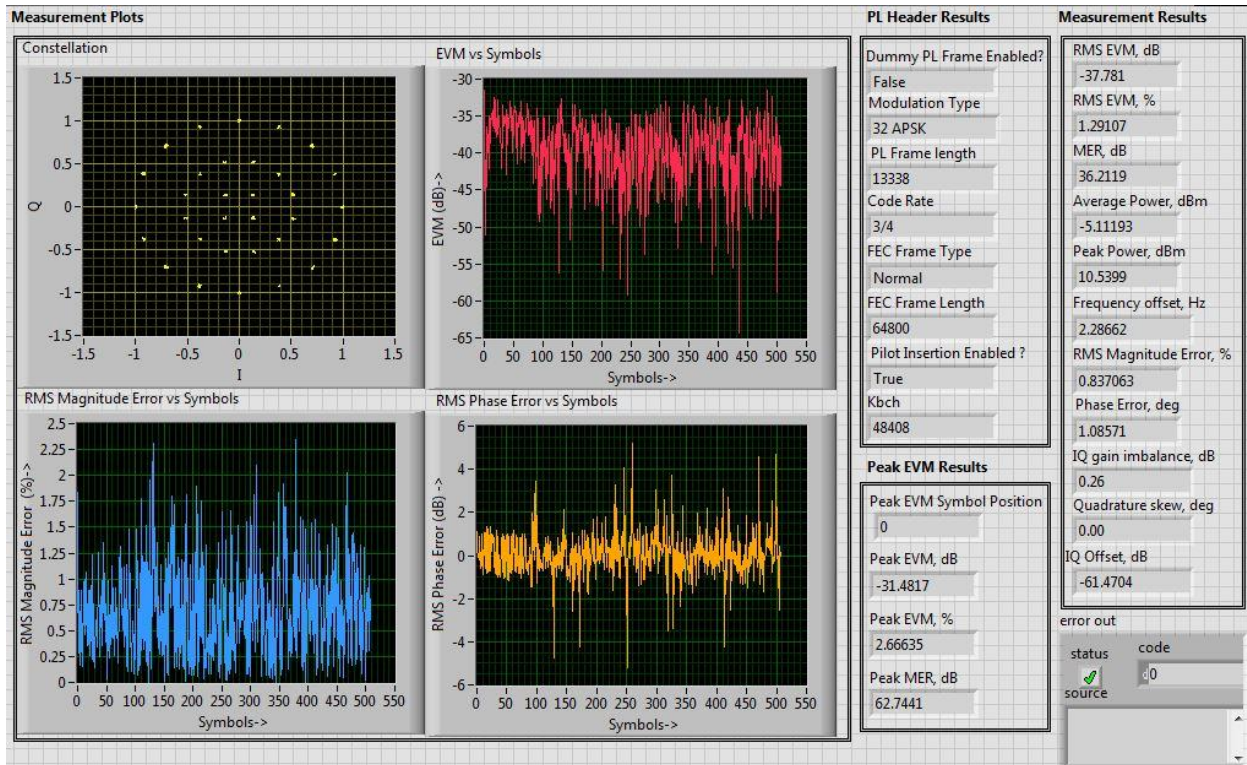 Measurement Plots
Constellation
1.5
1
0.5
0
-0.5
-1
-1.5
Q
-1.5 -1 -0.5 0 0.5 1 1.5
I
EVM vs Symbols
-30
-35
-40
-45
-50
-55
-60
-65
EVM (dB)->
0 50 100 150 200 250 300 350 400 450 500 550
Symbols->
RMS Magnitude Error vs Symbols
2.5
2.25
2
1.75
1.5
1.25
1
0.75
0.5
0.25
0
RMS Magnitude Error (%)->
0 50 100 150 200 250 300 350 400 450 500 550
Symbols->
RMS Phase Error vs Symbols
6
4
2
0
-2
-4
-6
RMS Phase Error (dB) ->
0 50 100 150 200 250 300 350 400 450 500 550
Symbols->
PL Header Results
Dummy PL Frame Enabled?
False
Modulation Type
32 APSK
PL Frame length
13338
Code Rate
3/4
FEC Frame Type
Normal
FEC Frame Length
64800
Pilot Insertion Enabled ?
True
Kbch
48408
Peak EVM Results
Peak EVM Symbol Position
0
Peak EVM, dB
-31.4817
Peak EVM, %
2.66635
Peak MER, dB
62.7441
Measurement Results
RMS EVM, dB
-37.781
RMS EVM, %
1.29107
MER, dB
36.2119
Average Power, dBm
-5.11193
Peak Power, dBm
10.5399
Frequency offset, Hz
2.28662
RMS Magnitude Error, %
0.837063
Phase Error, deg
1.08571
IQ gain imbalance, dB
0.26
Quadrature skew, deg
0.00
IQ Offset, dB
-61.4704
error out
status
code
d0
source